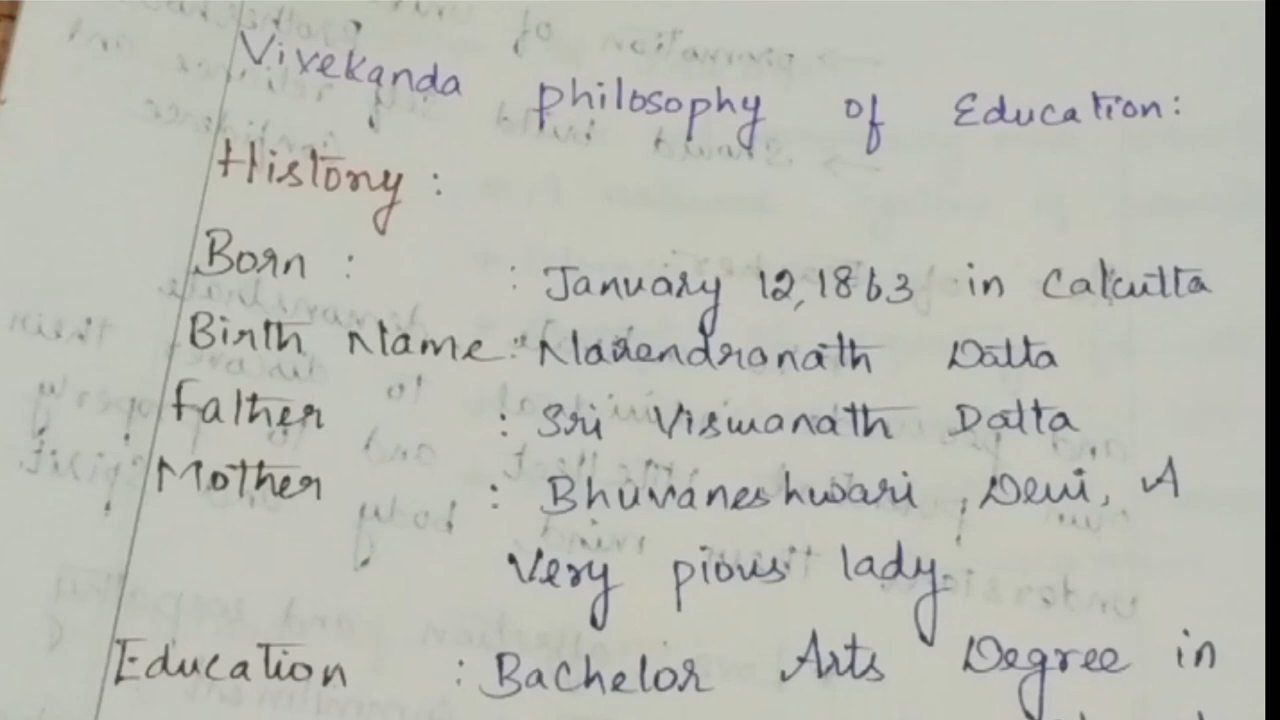 Vivekanda philosophy of Education:
History :
Born : : January 12, 1863 in Calcutta
Birth Name : Narendranath Datta
Father : Sri Viswanath Datta
Mother : Bhuvaneshwari, Devi, A
Very pious lady
Education : Bachelor Arts Degree in